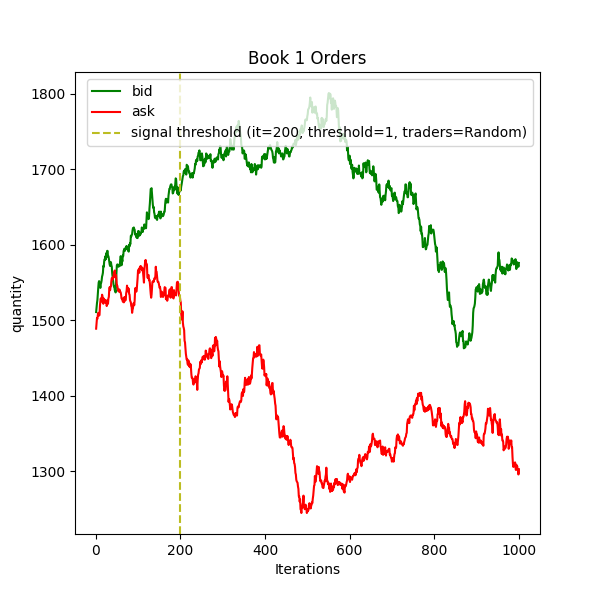 Book 1 Orders
bid
ask
signal threshold (it=200, threshold=1, traders=Random)
1800
1700
1600
1500
1400
1300
quantity
0 200 400 600 800 1000
Iterations